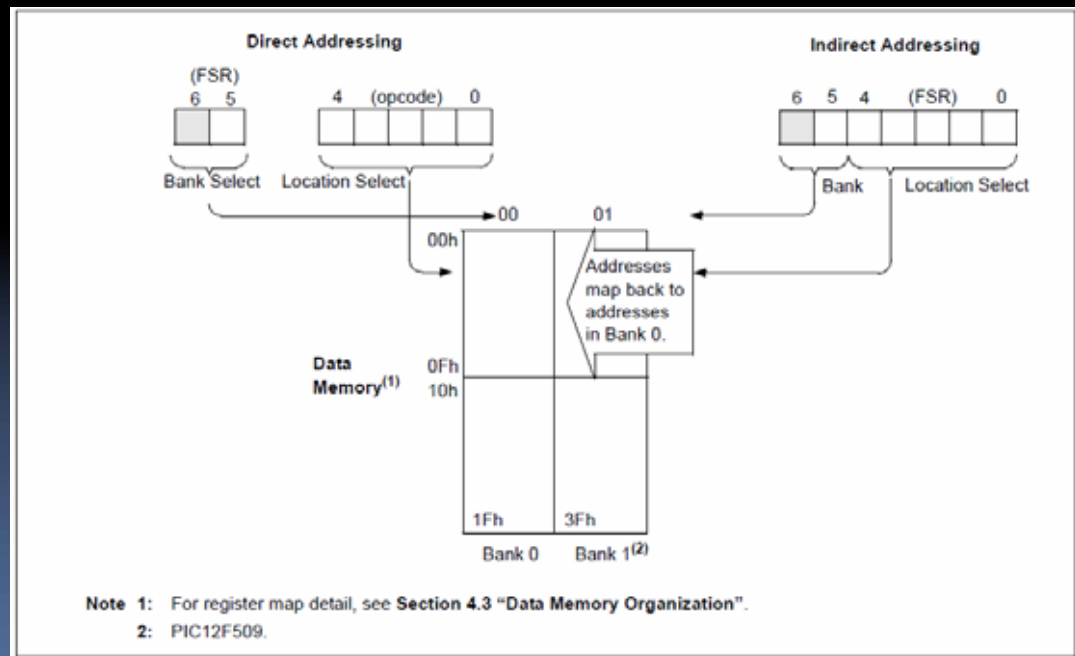 Direct Addressing
Indirect Addressing
(FSR)
6 5
4 (opcode) 0
6 5 4 (FSR) 0
Bank Select
Location Select
Bank
Location Select
00
01
00h
Addresses
map back to
addresses
in Bank 0.
Data
Memory(1)
0Fh
10h
1Fh
3Fh
Bank 0
Bank 1(2)
Note 1: For register map detail, see Section 4.3 “Data Memory Organization”.
2: PIC12F509.